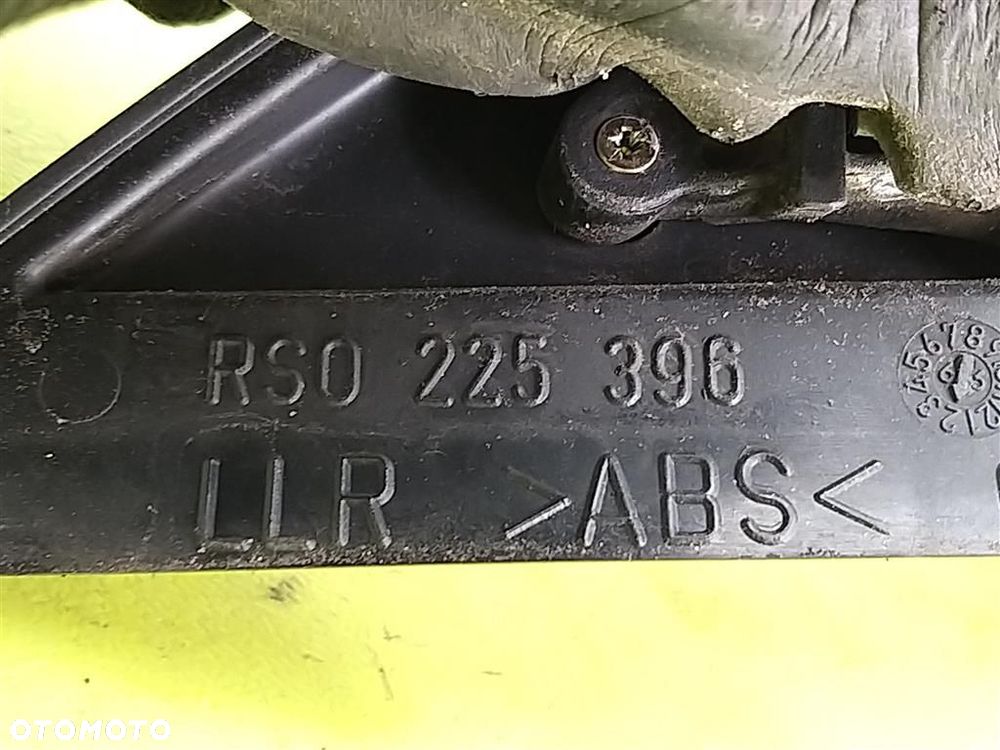 RS0 225 396
LLR >ABS<
OTOMOTO